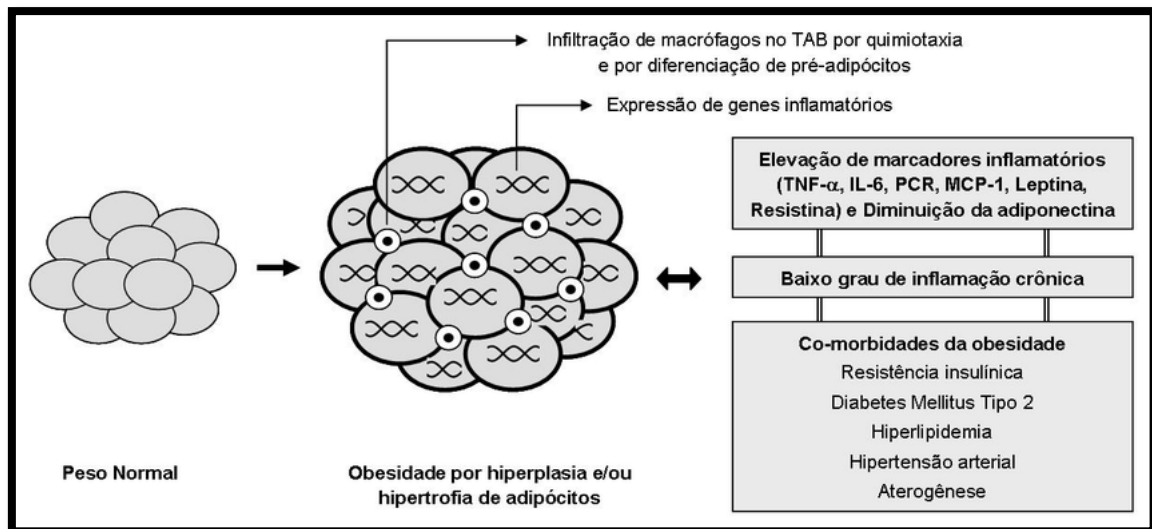 Infiltração de macrófagos no TAB por quimiotaxia
e por diferenciação de pré-adipócitos
Expressão de genes inflamatórios
Elevação de marcadores inflamatórios
(TNF-α, IL-6, PCR, MCP-1, Leptina,
Resistina) e Diminuição da adiponectina
Baixo grau de inflamação crônica
Co-morbidades da obesidade
Resistência insulínica
Diabetes Mellitus Tipo 2
Hiperlipidemia
Hipertensão arterial
Aterogênese
Peso Normal
Obesidade por hiperplasia e/ou
hipertrofia de adipócitos